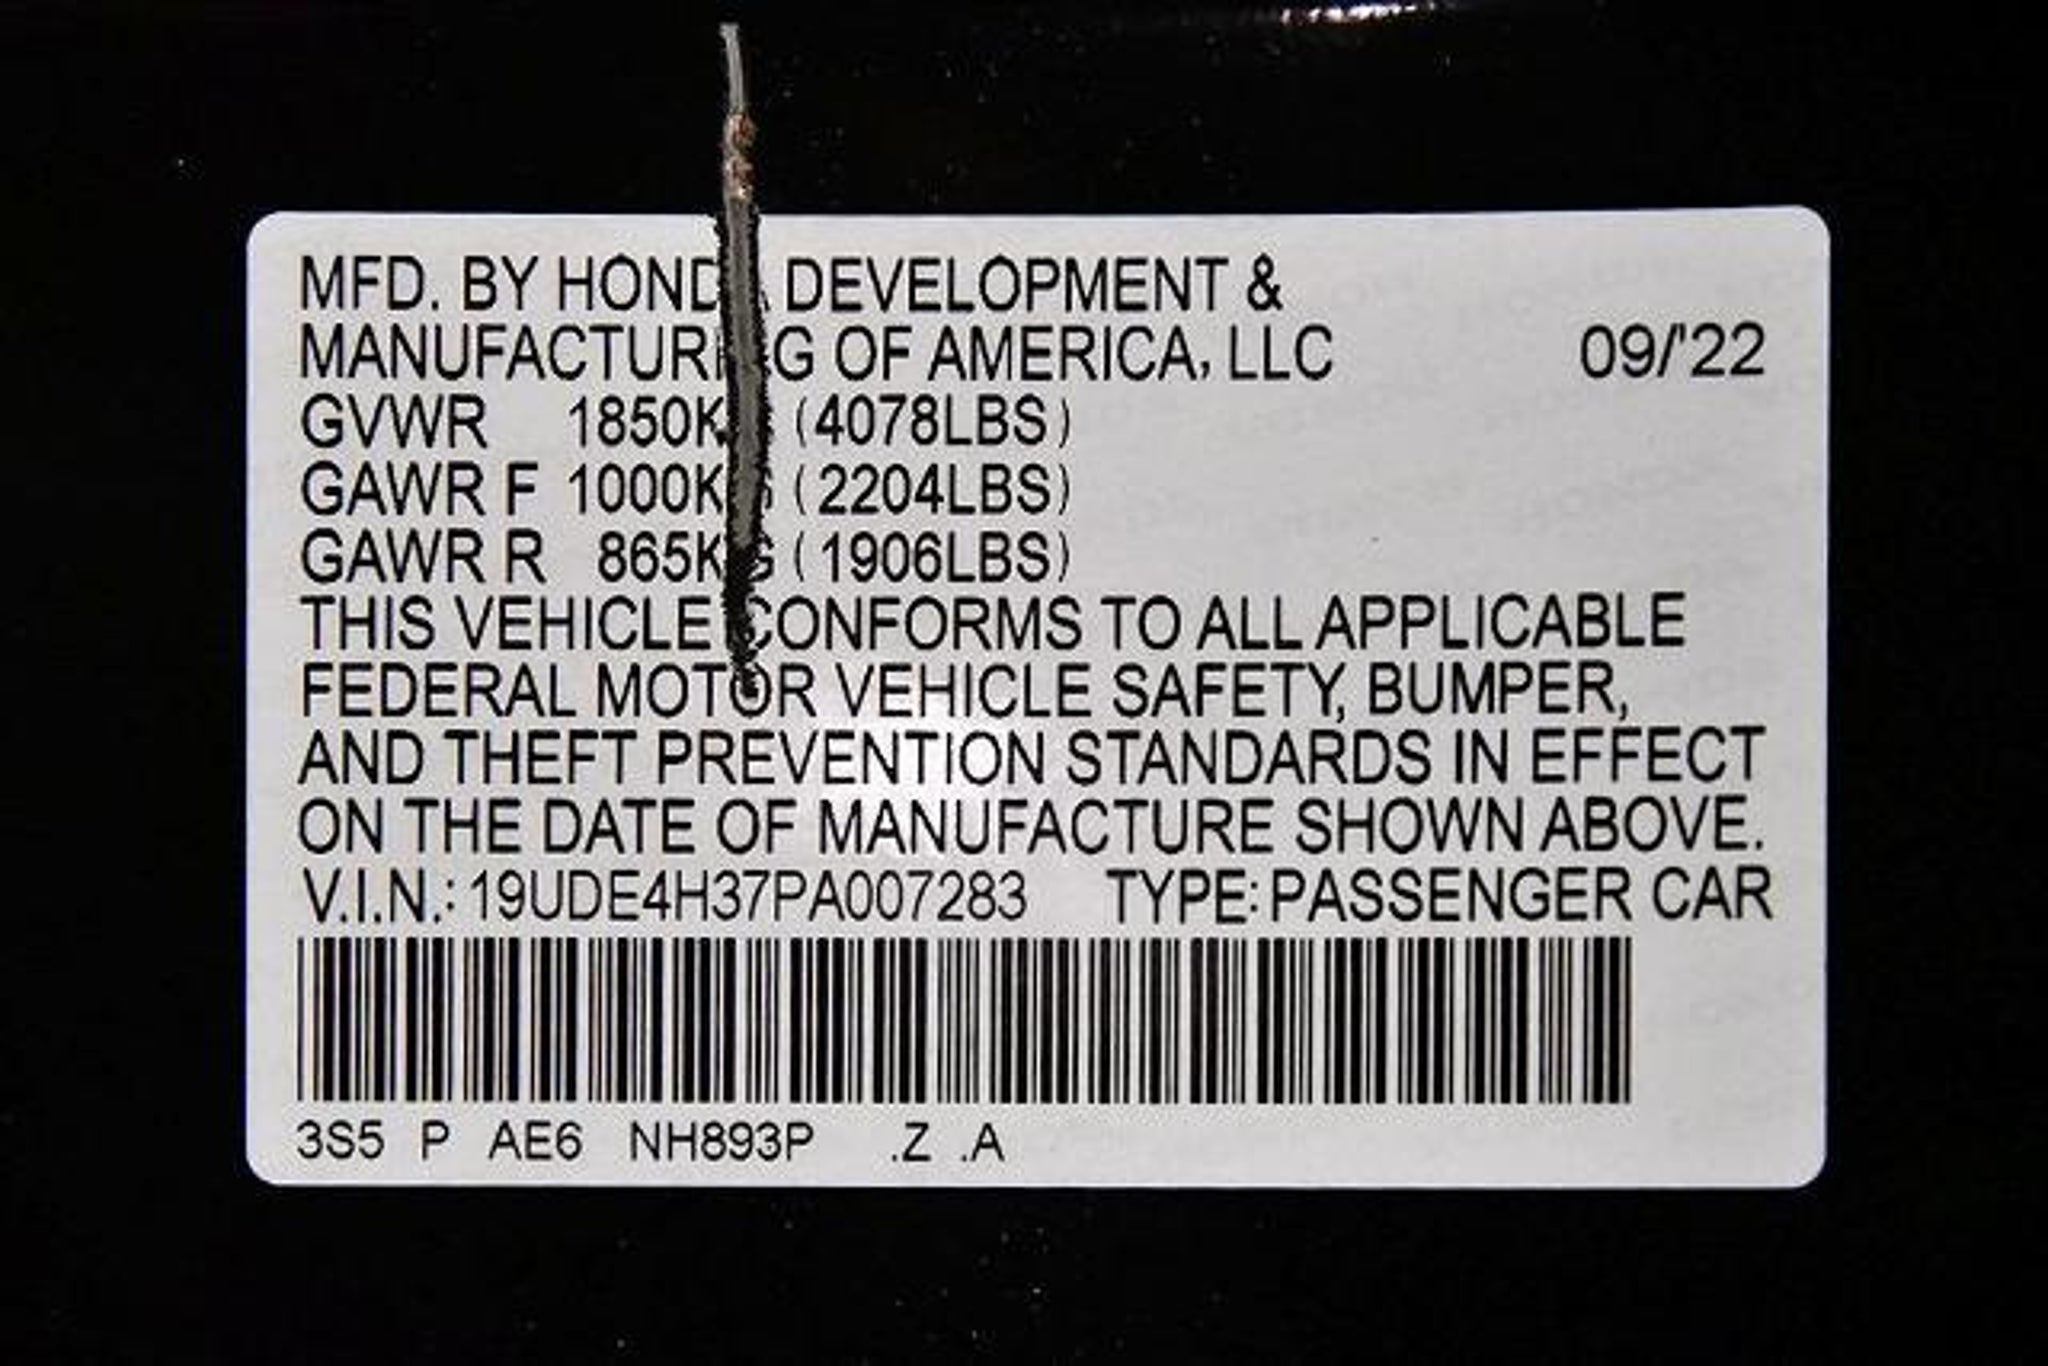 MFD. BY HONDA DEVELOPMENT &
MANUFACTURING OF AMERICA, LLC 09/'22
GVWR 1850KG (4078LBS)
GAWR F 1000KG (2204LBS)
GAWR R 865KG (1906LBS)
THIS VEHICLE CONFORMS TO ALL APPLICABLE
FEDERAL MOTOR VEHICLE SAFETY, BUMPER,
AND THEFT PREVENTION STANDARDS IN EFFECT
ON THE DATE OF MANUFACTURE SHOWN ABOVE.
V.I.N.: 19UDE4H37PA007283 TYPE: PASSENGER CAR
3S5 P AE6 NH893P .Z .A